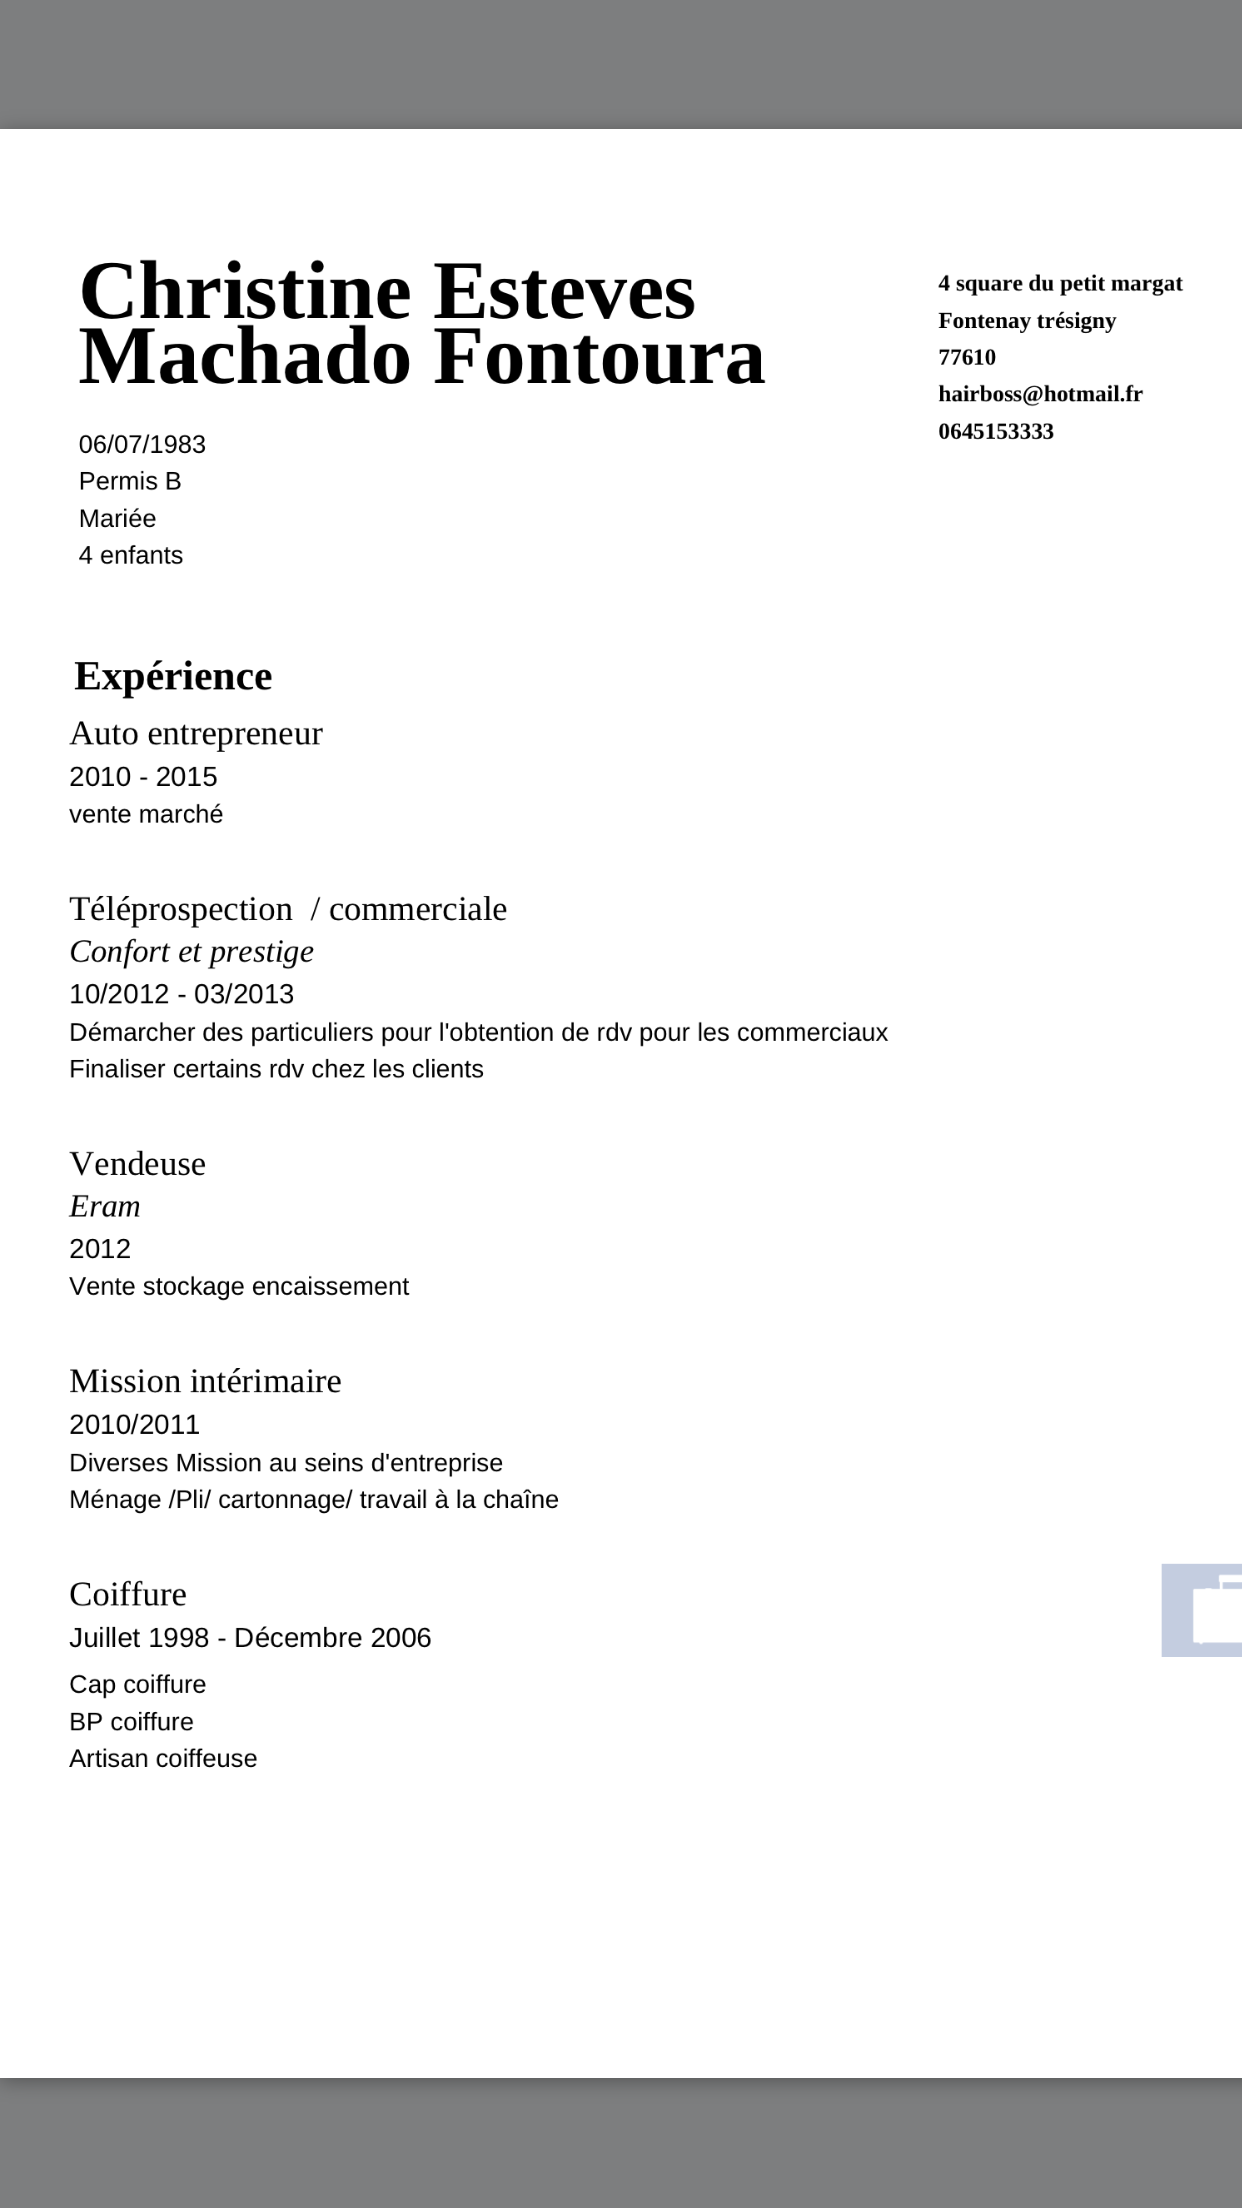 Christine Esteves
Machado Fontoura
4 square du petit margat
Fontenay trésigny
77610
hairboss@hotmail.fr
0645153333
06/07/1983
Permis B
Mariée
4 enfants
Expérience
Auto entrepreneur
2010 - 2015
vente marché
Téléprospection / commerciale
Confort et prestige
10/2012 - 03/2013
Démarcher des particuliers pour l'obtention de rdv pour les commerciaux
Finaliser certains rdv chez les clients
Vendeuse
Eram
2012
Vente stockage encaissement
Mission intérimaire
2010/2011
Diverses Mission au seins d'entreprise
Ménage /Pli/ cartonnage/ travail à la chaîne
Coiffure
Juillet 1998 - Décembre 2006
Cap coiffure
BP coiffure
Artisan coiffeuse